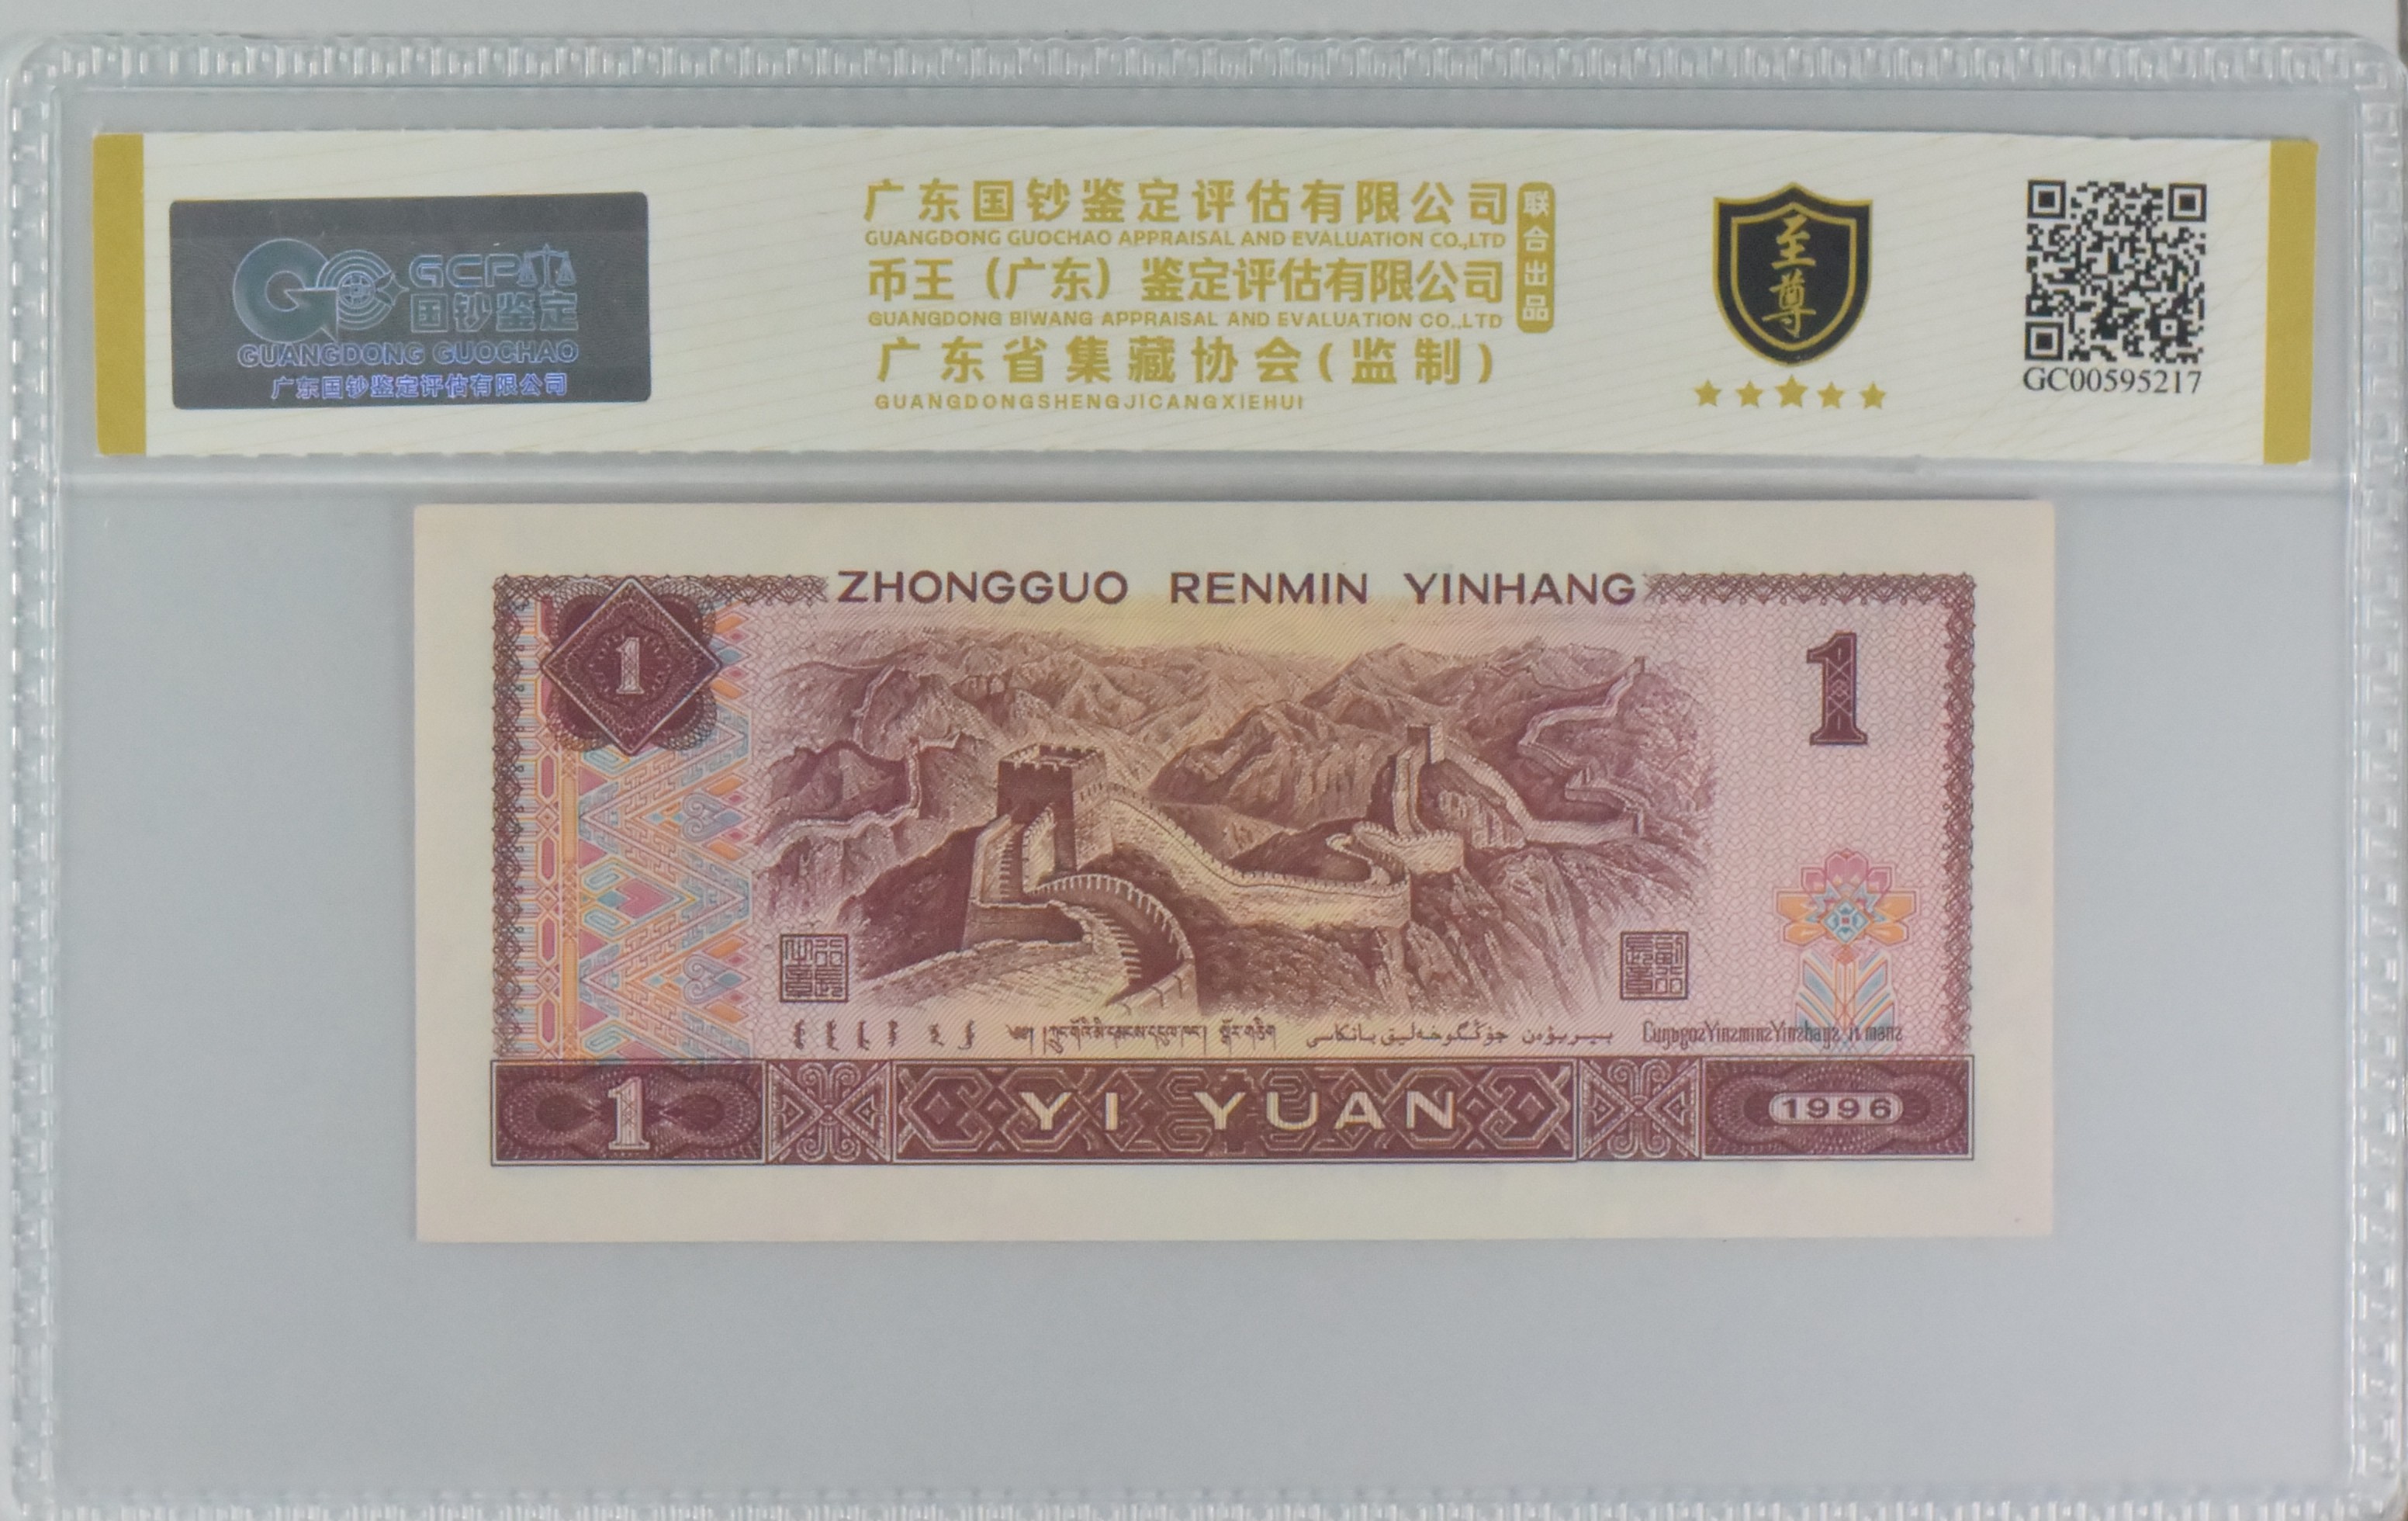 GCP
国钞鉴定
GUANGDONG GUOCHAO
广东国钞鉴定评估有限公司
广东国钞鉴定评估有限公司
GUANGDONG GUOCHAO APPRAISAL AND EVALUATION CO.,LTD
币王（广东）鉴定评估有限公司
GUANGDONG BIWANG APPRAISAL AND EVALUATION CO.,LTD
广东省集藏协会(监制)
GUANGDONGSHENGJICANGXIEHUI
联合出品
至尊
GC00595217
ZHONGGUO RENMIN YINHANG
1
1
1
YI YUAN
1996